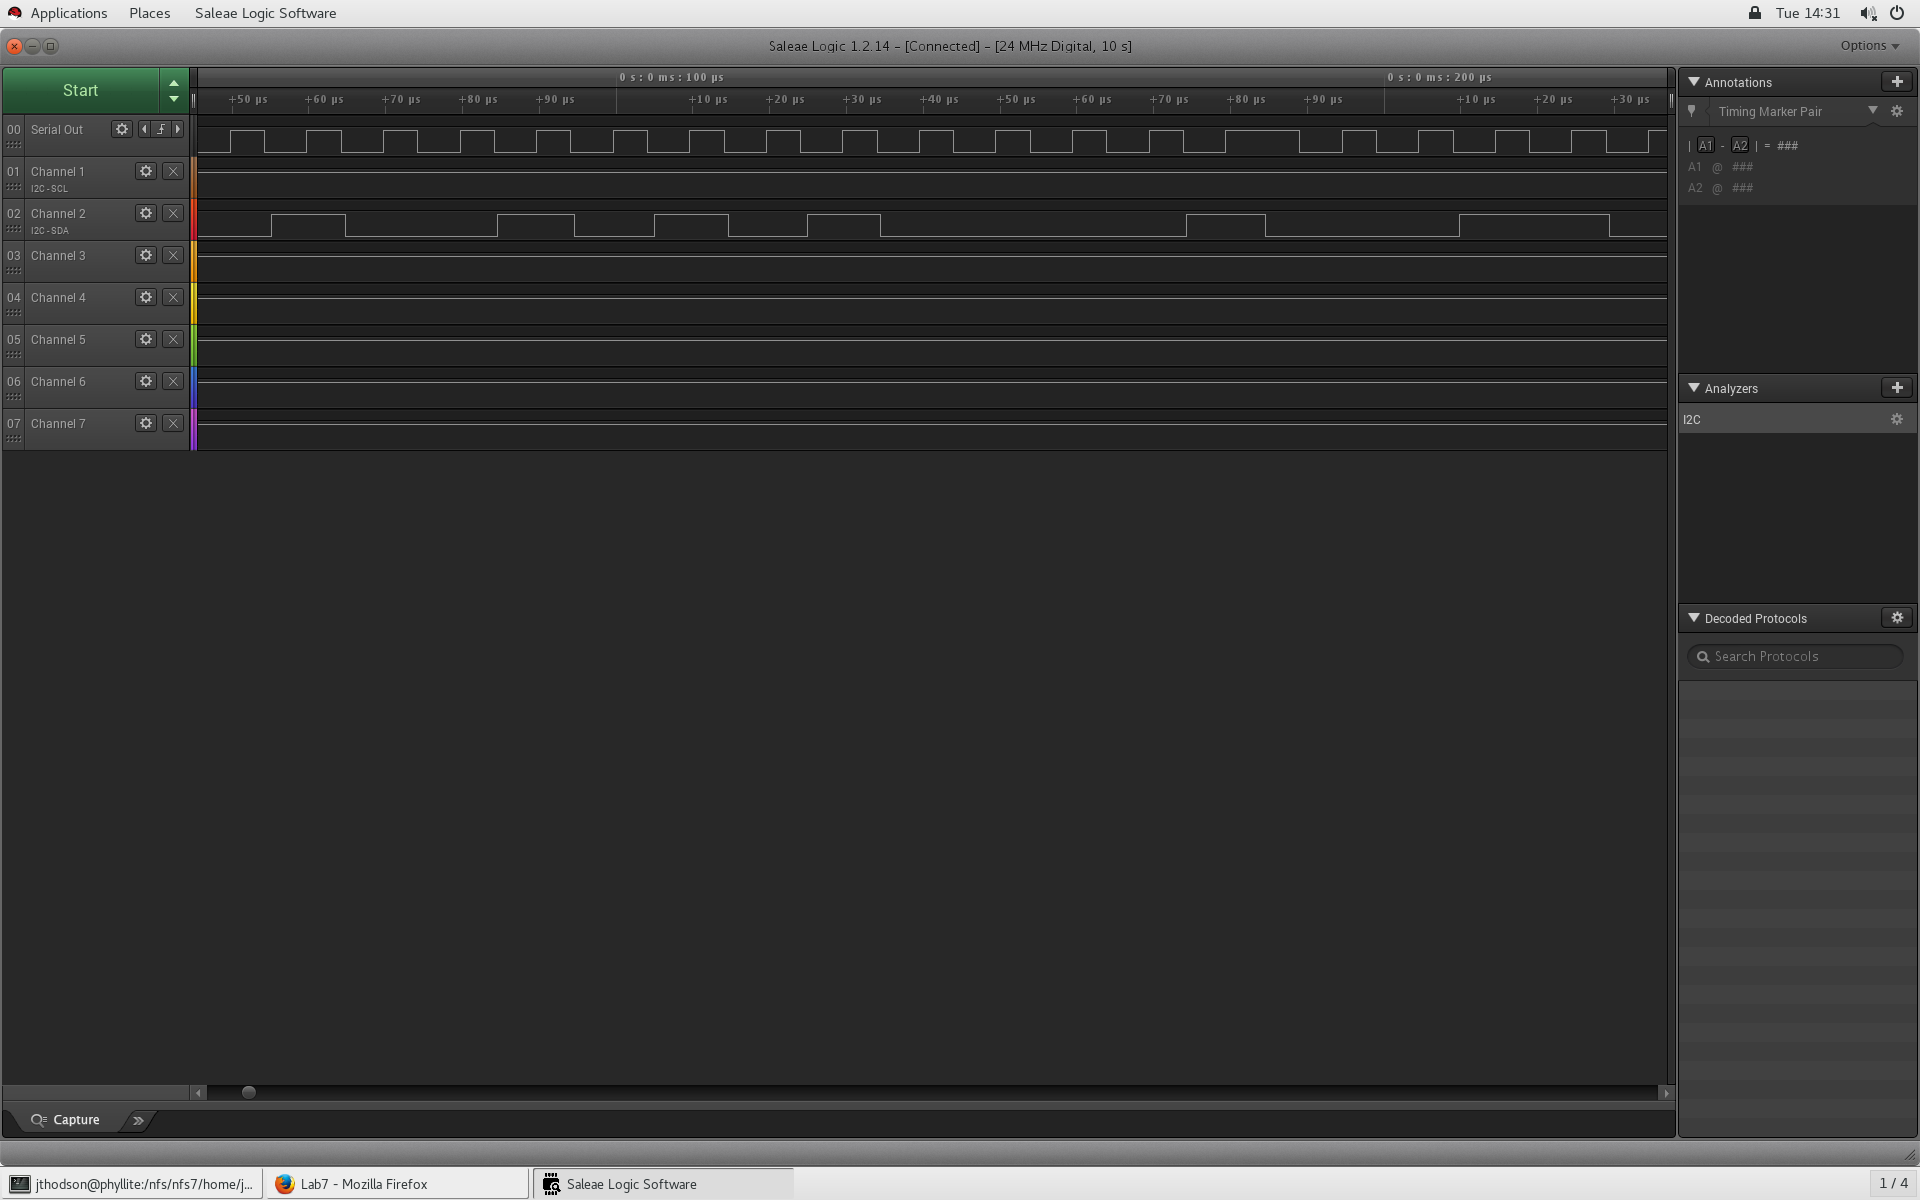 Applications Places Saleae Logic Software Tue 14:31
Saleae Logic 1.2.14 - [Connected] - [24 MHz Digital, 10 s] Options
Start
0 s : 0 ms : 100 µs 0 s : 0 ms : 200 µs
+50 µs +60 µs +70 µs +80 µs +90 µs +10 µs +20 µs +30 µs +40 µs +50 µs +60 µs +70 µs +80 µs +90 µs +10 µs +20 µs +30 µs
00 Serial Out
01 Channel 1
I2C - SCL
02 Channel 2
I2C - SDA
03 Channel 3
04 Channel 4
05 Channel 5
06 Channel 6
07 Channel 7
Annotations
Timing Marker Pair
| A1 - A2 | = ###
A1 @ ###
A2 @ ###
Analyzers
I2C
Decoded Protocols
Search Protocols
Capture
jthodson@phyllite:/nfs/nfs7/home/j... Lab7 - Mozilla Firefox Saleae Logic Software 1 / 4